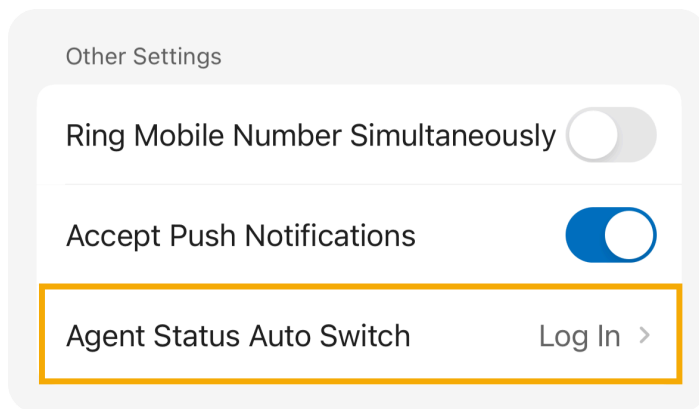 Other Settings
Ring Mobile Number Simultaneously
Accept Push Notifications
Agent Status Auto Switch Log In